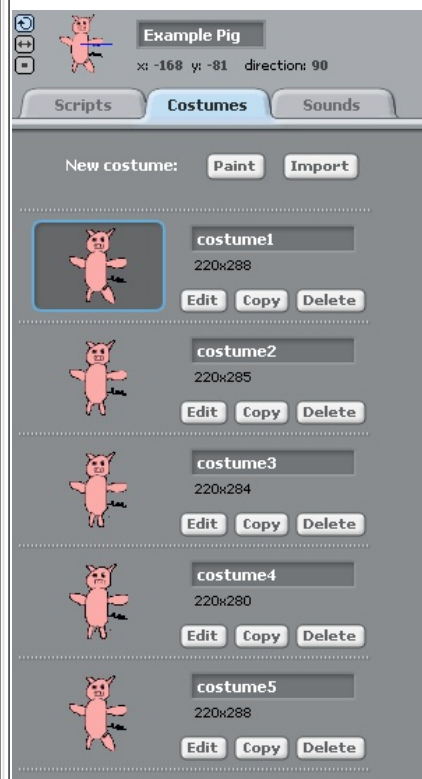 Example Pig
x: -168 y: -81 direction: 90
Scripts Costumes Sounds
New costume: Paint Import
costume1
220x288
Edit Copy Delete
costume2
220x285
Edit Copy Delete
costume3
220x284
Edit Copy Delete
costume4
220x280
Edit Copy Delete
costume5
220x288
Edit Copy Delete